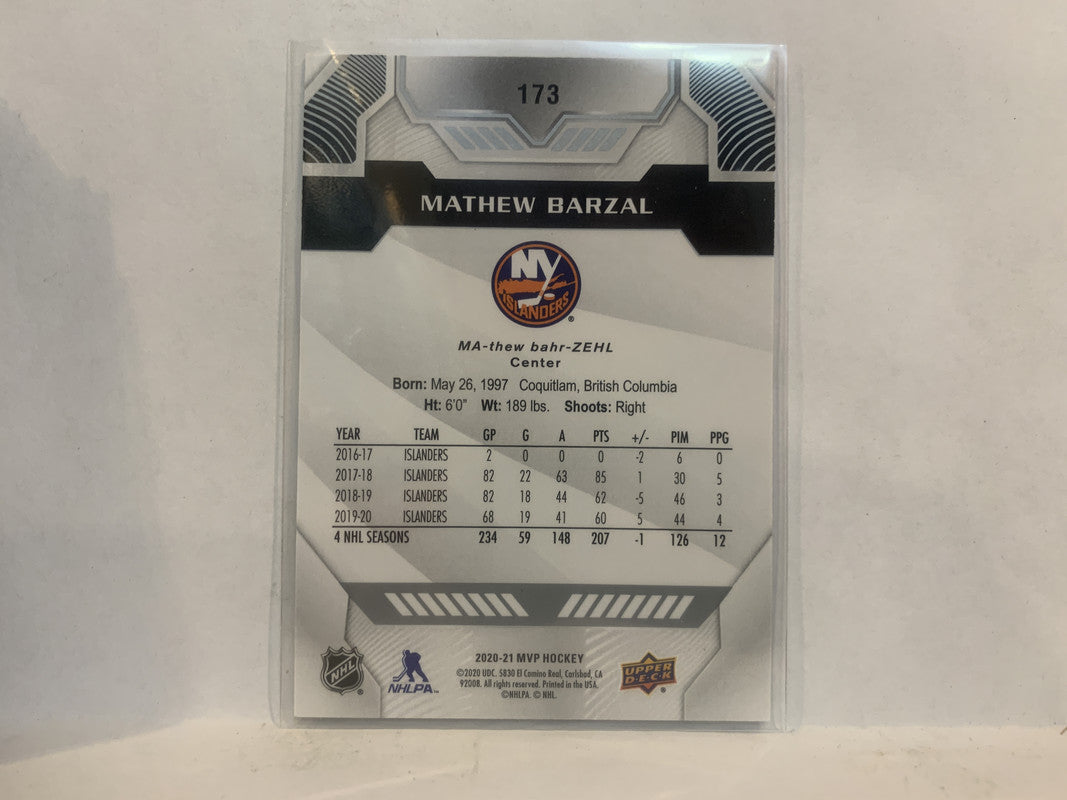 173
MATHEW BARZAL
NY
ISLANDERS
®
MA-thew bahr-ZEHL
Center
Born: May 26, 1997 Coquitlam, British Columbia
Ht: 6'0" Wt: 189 lbs. Shoots: Right
YEAR TEAM GP G A PTS +/- PIM PPG
2016-17 ISLANDERS 2 0 0 0 -2 6 0
2017-18 ISLANDERS 82 22 63 85 1 30 5
2018-19 ISLANDERS 82 18 44 62 -5 46 3
2019-20 ISLANDERS 68 19 41 60 5 44 4
4 NHL SEASONS 234 59 148 207 -1 126 12
NHL
NHLPA
2020-21 MVP HOCKEY
©2020 UDC. 5830 El Camino Real, Carlsbad, CA
92008. All rights reserved. Printed in the USA.
©NHLPA. © NHL.
UPPER
DECK